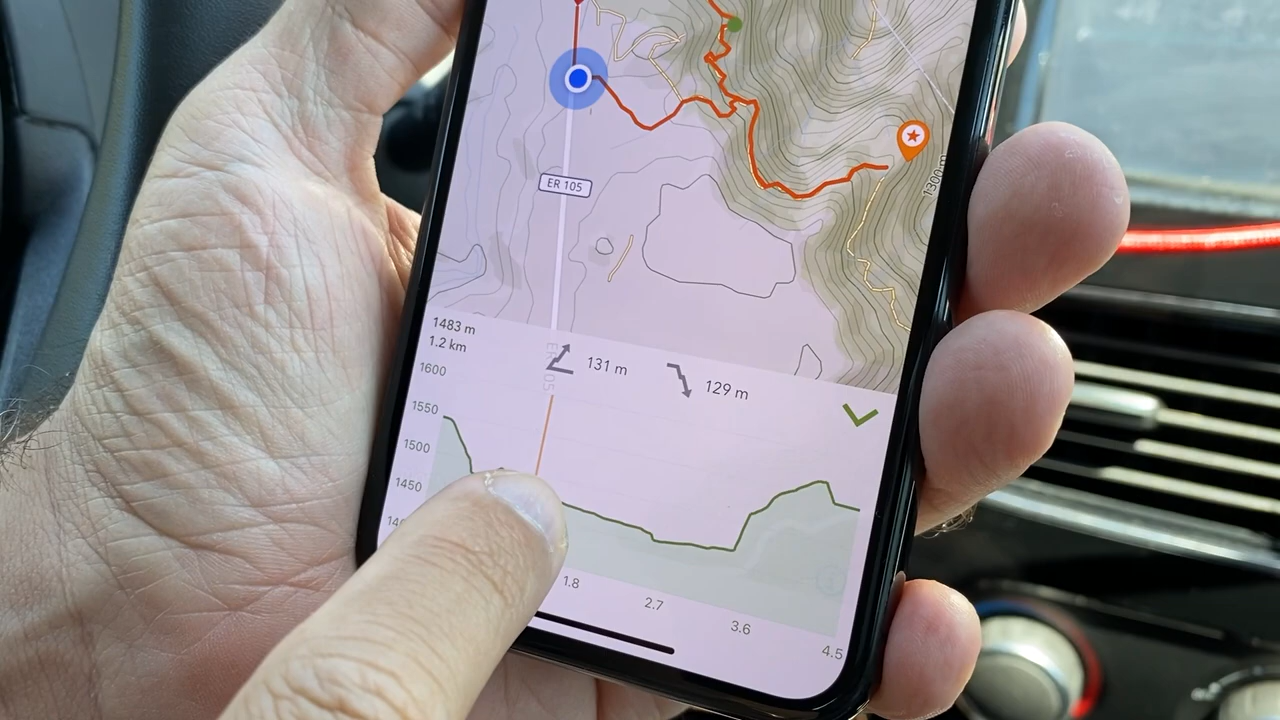 1300 m
ER 105
1483 m
1.2 km
131 m
129 m
1600
1550
1500
1450
1.8
2.7
3.6
4.5